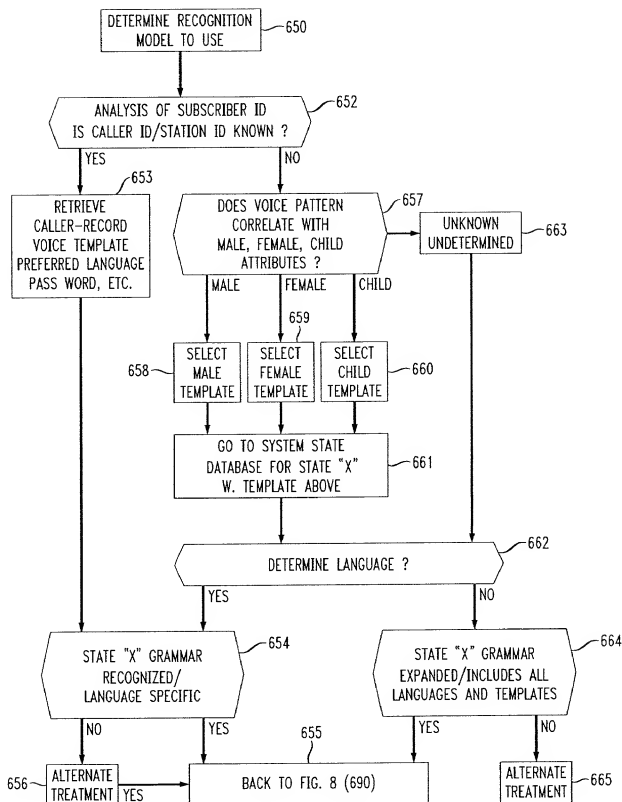 DETERMINE RECOGNITION
MODEL TO USE
650
ANALYSIS OF SUBSCRIBER ID
IS CALLER ID/STATION ID KNOWN ?
652
YES
NO
653
RETRIEVE
CALLER-RECORD
VOICE TEMPLATE
PREFERRED LANGUAGE
PASS WORD, ETC.
DOES VOICE PATTERN
CORRELATE WITH
MALE, FEMALE, CHILD
ATTRIBUTES ?
657
UNKNOWN
UNDETERMINED
663
MALE
FEMALE
CHILD
658
SELECT
MALE
TEMPLATE
659
SELECT
FEMALE
TEMPLATE
SELECT
CHILD
TEMPLATE
660
GO TO SYSTEM STATE
DATABASE FOR STATE "X"
W. TEMPLATE ABOVE
661
DETERMINE LANGUAGE ?
662
YES
NO
STATE "X" GRAMMAR
RECOGNIZED/
LANGUAGE SPECIFIC
654
STATE "X" GRAMMAR
EXPANDED/INCLUDES ALL
LANGUAGES AND TEMPLATES
664
NO
YES
655
YES
NO
656
ALTERNATE
TREATMENT
YES
BACK TO FIG. 8 (690)
ALTERNATE
TREATMENT
665